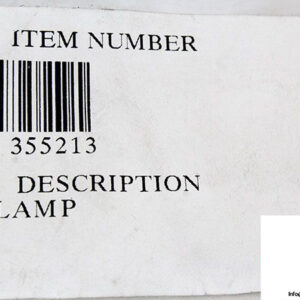 ITEM NUMBER
355213
DESCRIPTION
LAMP